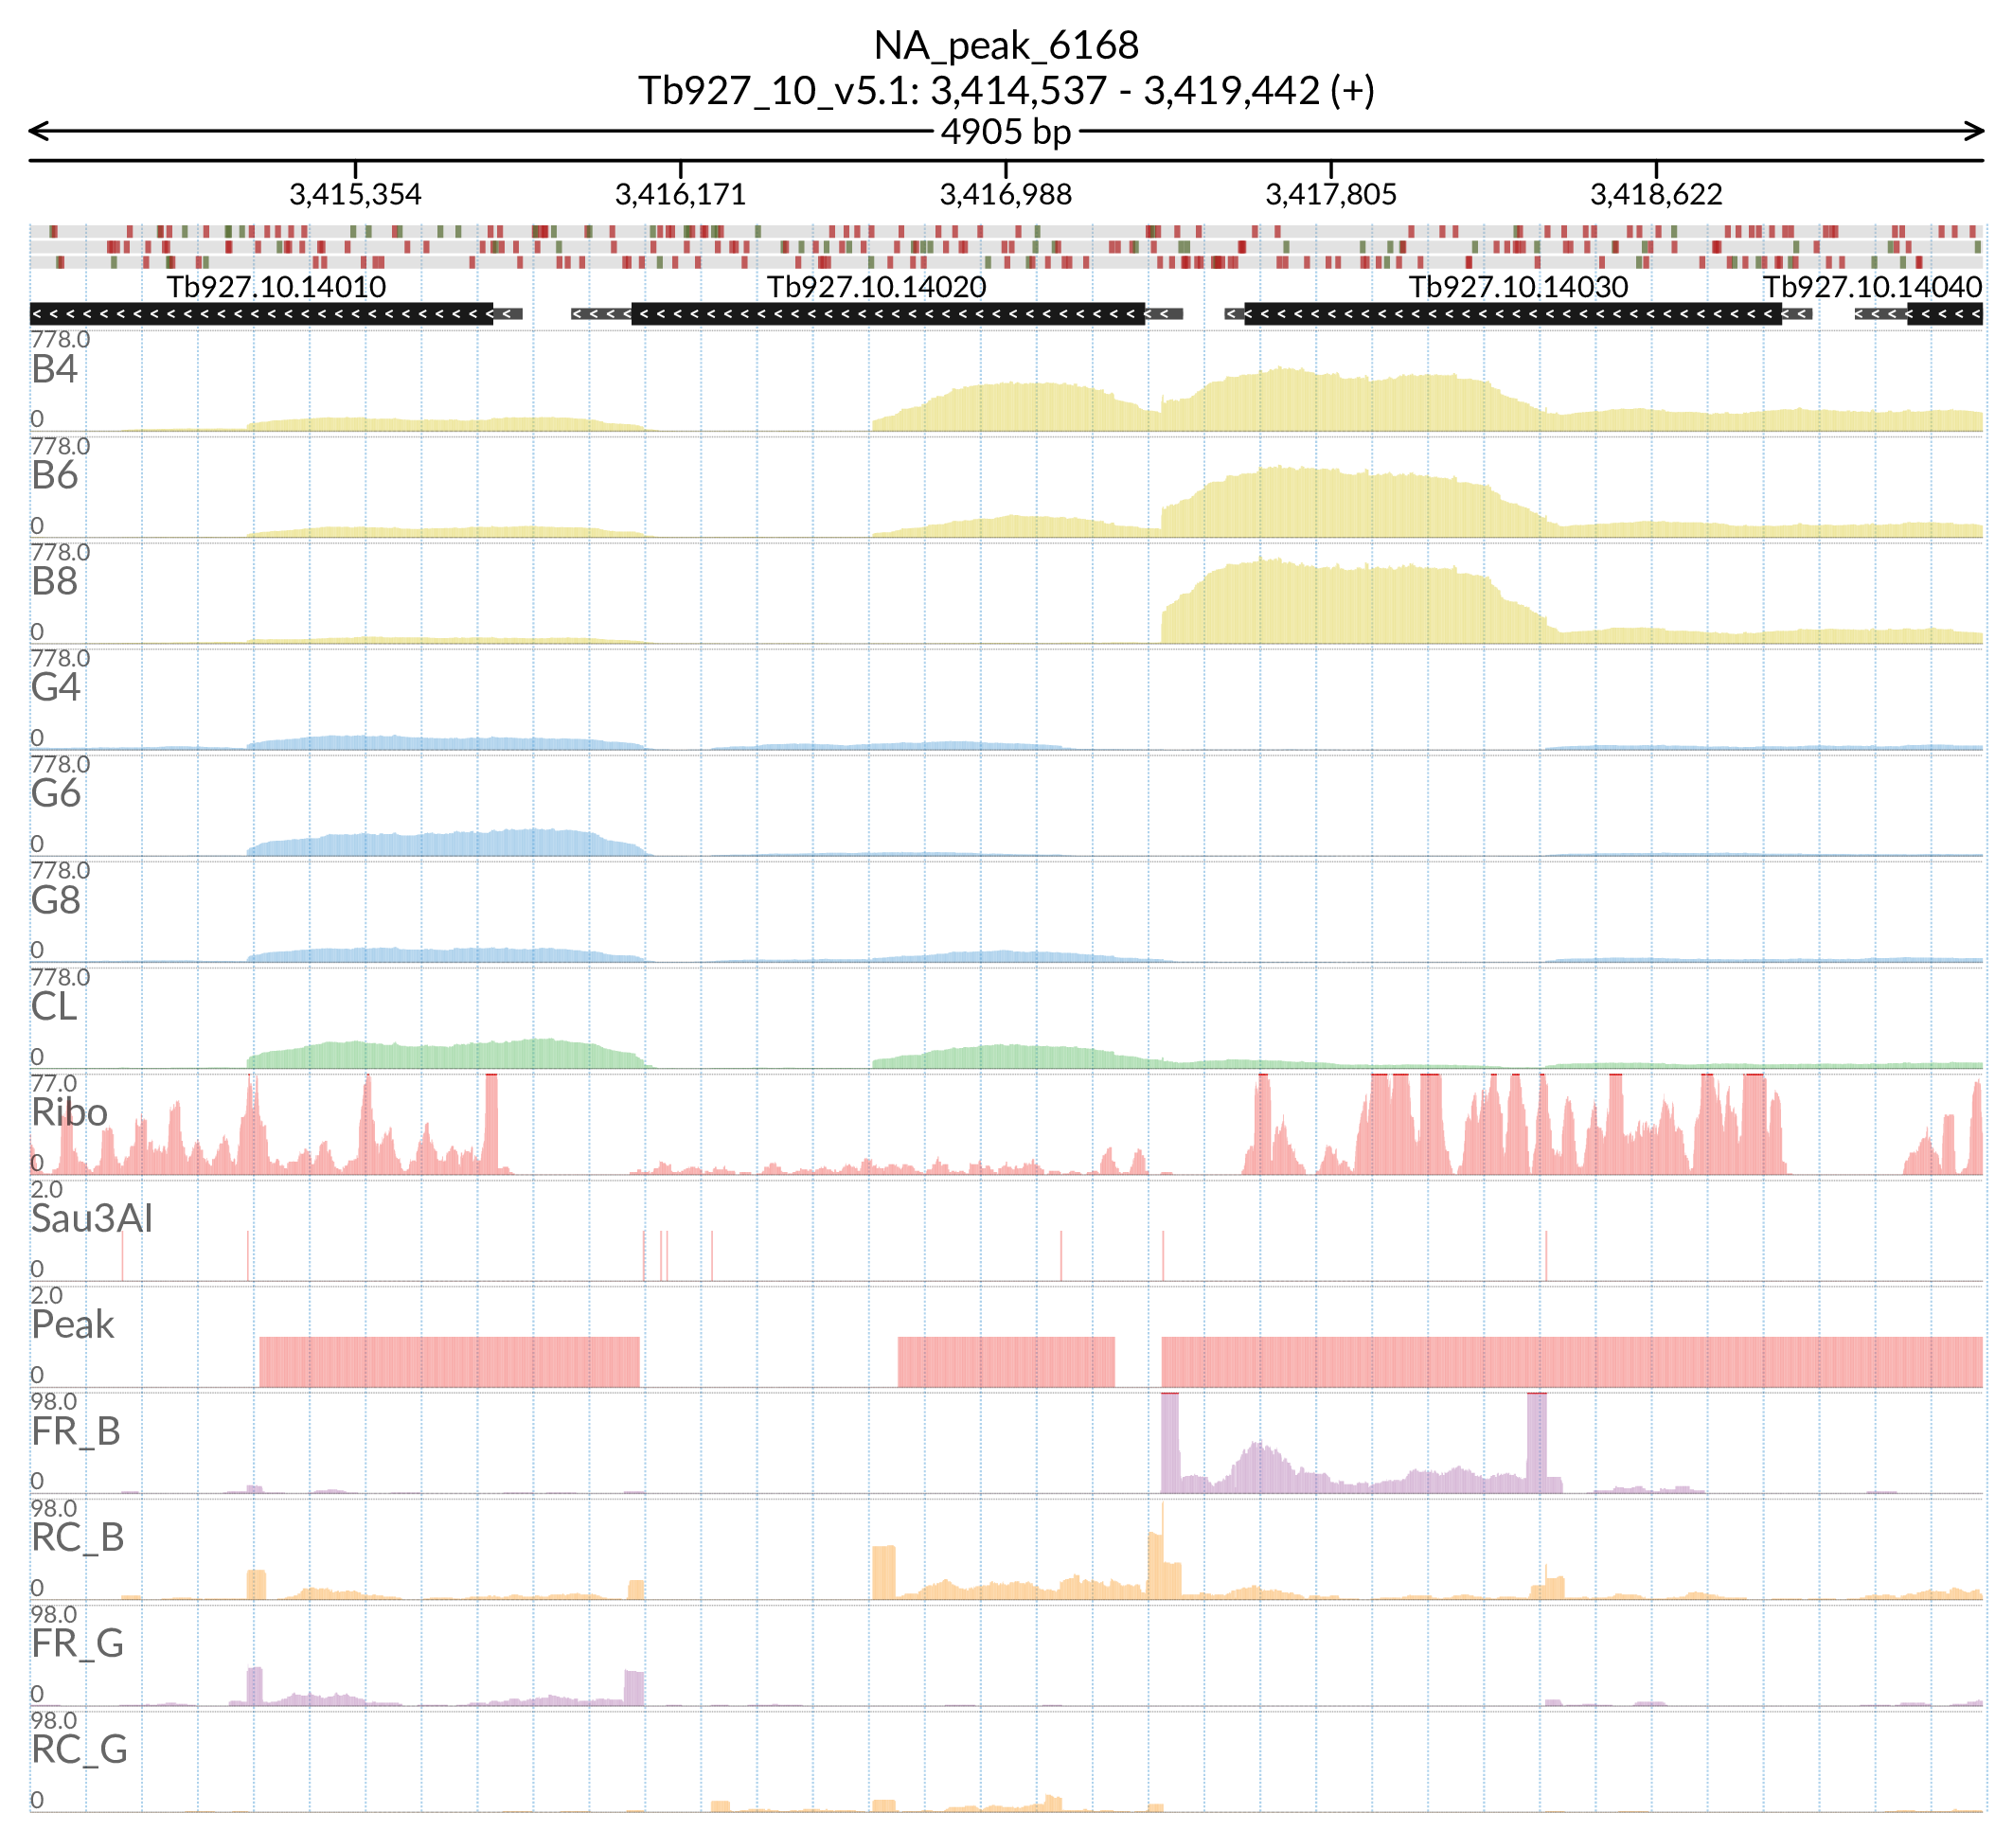 NA_peak_6168
Tb927_10_v5.1: 3,414,537 - 3,419,442 (+)
4905 bp
3,415,354 3,416,171 3,416,988 3,417,805 3,418,622
Tb927.10.14010 Tb927.10.14020 Tb927.10.14030 Tb927.10.14040
778.0
B4
0
778.0
B6
0
778.0
B8
0
778.0
G4
0
778.0
G6
0
778.0
G8
0
778.0
CL
0
77.0
Ribo
0
2.0
Sau3AI
0
2.0
Peak
0
98.0
FR_B
0
98.0
RC_B
0
98.0
FR_G
0
98.0
RC_G
0